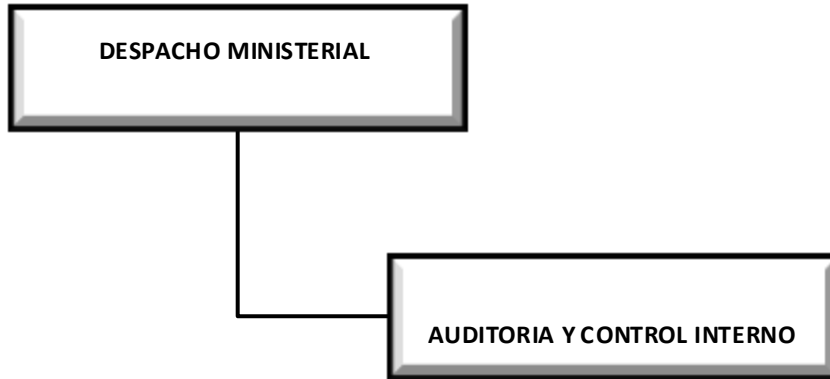 DESPACHO MINISTERIAL
AUDITORIA Y CONTROL INTERNO